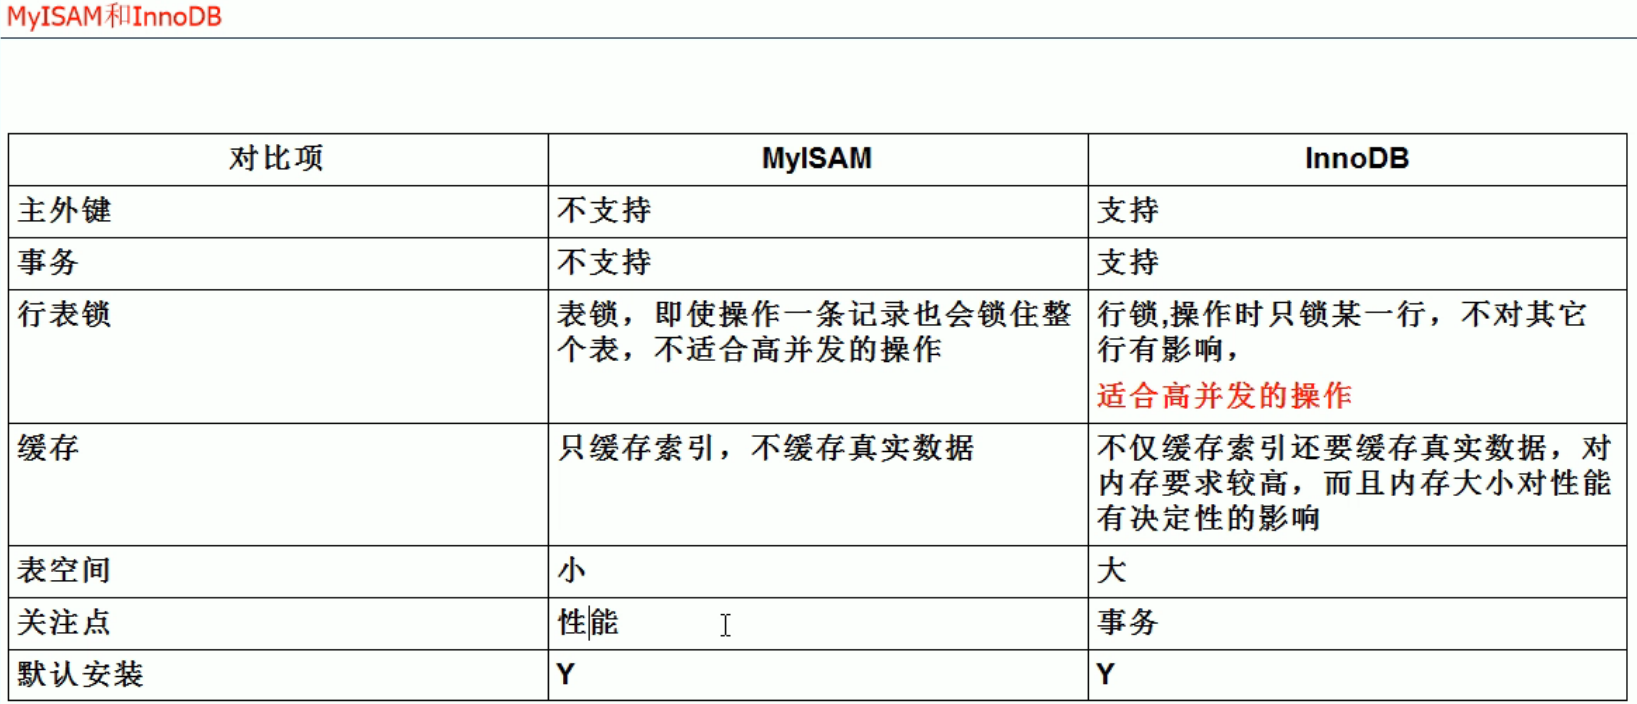 MyISAM和InnoDB
对比项 MyISAM InnoDB
主外键 不支持 支持
事务 不支持 支持
行表锁 表锁，即使操作一条记录也会锁住整 行锁,操作时只锁某一行，不对其它
个表，不适合高并发的操作 行有影响，
适合高并发的操作
缓存 只缓存索引，不缓存真实数据 不仅缓存索引还要缓存真实数据，对
内存要求较高，而且内存大小对性能
有决定性的影响
表空间 小 大
关注点 性能 事务
默认安装 Y Y